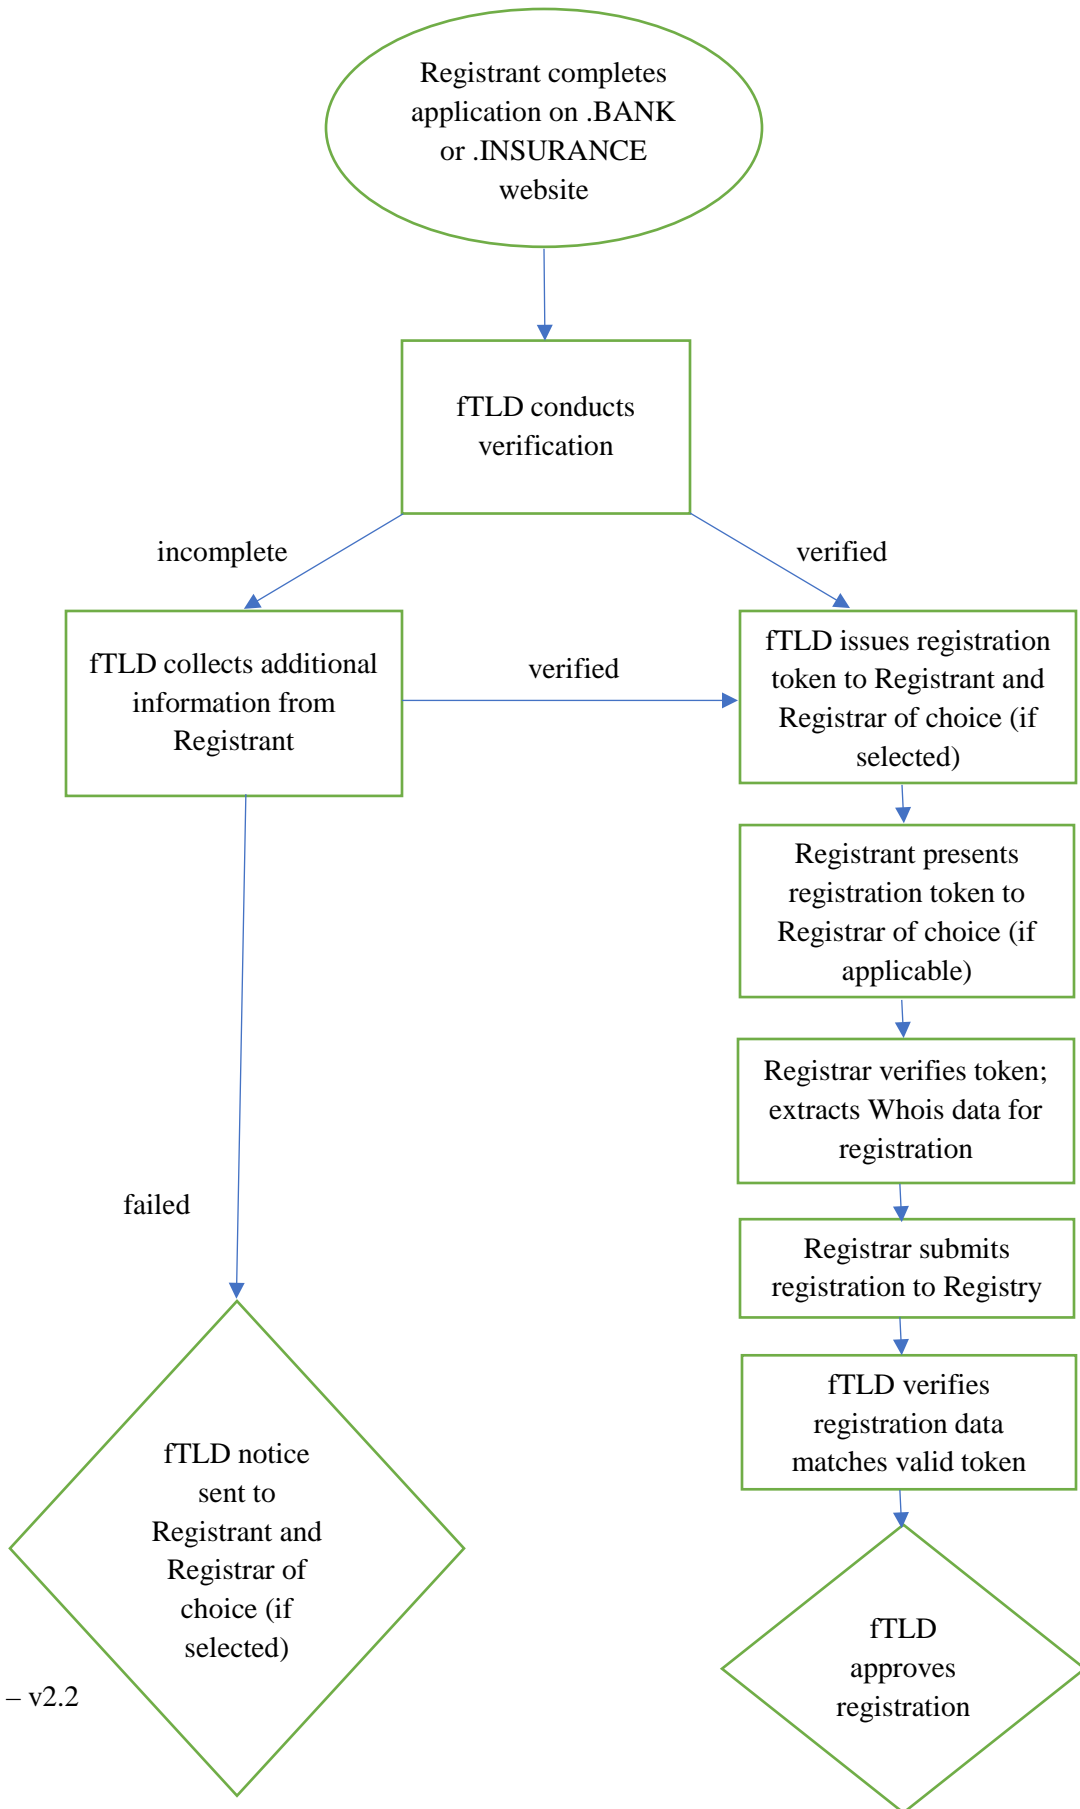 Registrant completes
application on .BANK
or .INSURANCE
website
fTLD conducts
verification
incomplete
verified
fTLD collects additional
information from
Registrant
verified
fTLD issues registration
token to Registrant and
Registrar of choice (if
selected)
Registrant presents
registration token to
Registrar of choice (if
applicable)
Registrar verifies token;
extracts Whois data for
registration
failed
Registrar submits
registration to Registry
fTLD verifies
registration data
matches valid token
fTLD notice
sent to
Registrant and
Registrar of
choice (if
selected)
fTLD
approves
registration
– v2.2